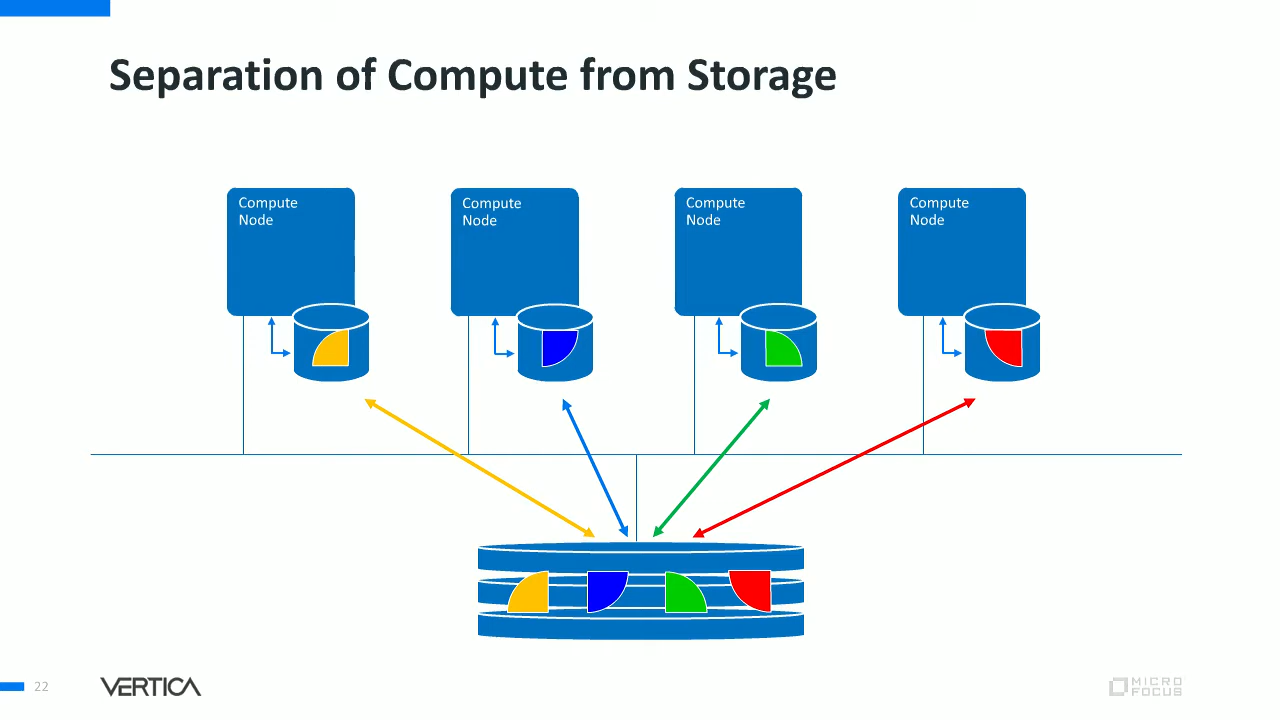 Separation of Compute from Storage
Compute
Node
Compute
Node
Compute
Node
Compute
Node
22
VERTICA
MICRO
FOCUS